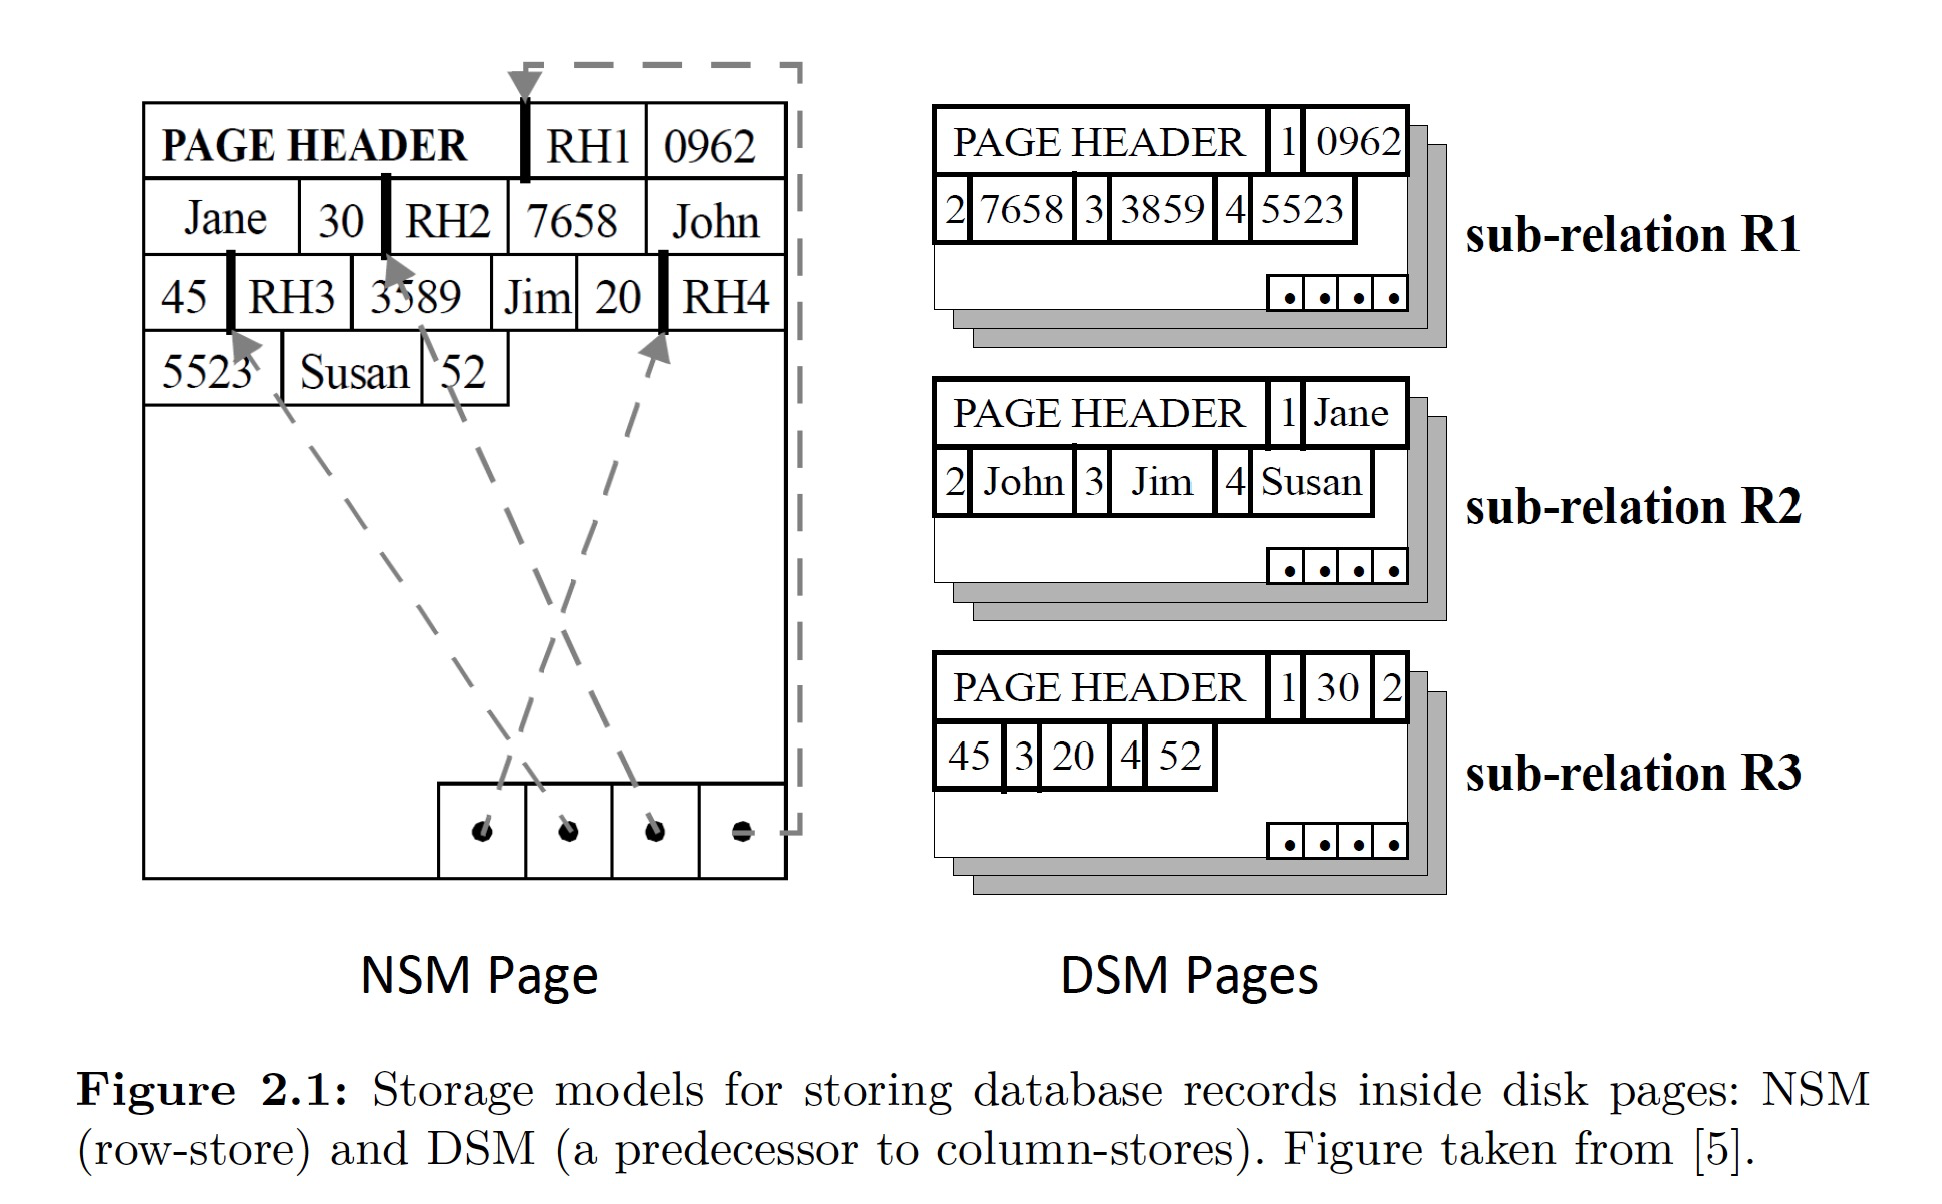 PAGE HEADER RH1 0962
Jane 30 RH2 7658 John
45 RH3 3589 Jim 20 RH4
5523 Susan 52
NSM Page
PAGE HEADER 1 0962
2 7658 3 3859 4 5523
sub-relation R1
PAGE HEADER 1 Jane
2 John 3 Jim 4 Susan
sub-relation R2
PAGE HEADER 1 30 2
45 3 20 4 52
sub-relation R3
DSM Pages
Figure 2.1: Storage models for storing database records inside disk pages: NSM
(row-store) and DSM (a predecessor to column-stores). Figure taken from [5].